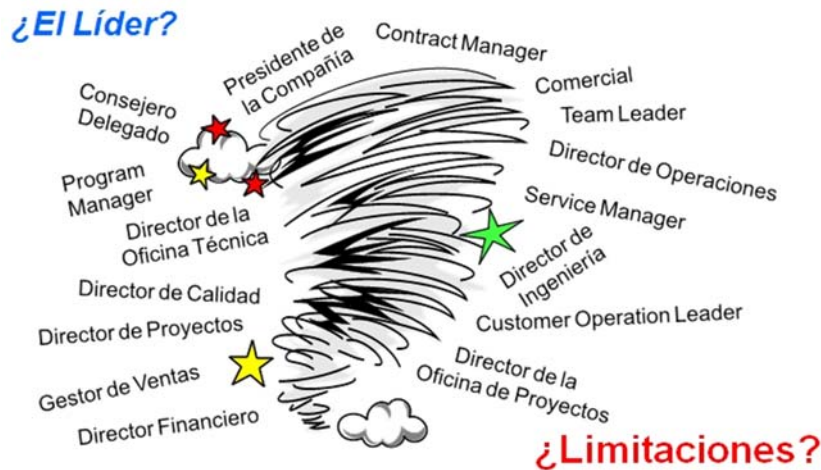 ¿El Líder?
Presidente de
la Compañía
Contract Manager
Consejero
Delegado
Comercial
Team Leader
Program
Manager
Director de Operaciones
Director de la
Oficina Técnica
Service Manager
Director de
Ingeniería
Director de Calidad
Director de Proyectos
Customer Operation Leader
Gestor de Ventas
Director de la
Oficina de Proyectos
Director Financiero
¿Limitaciones?